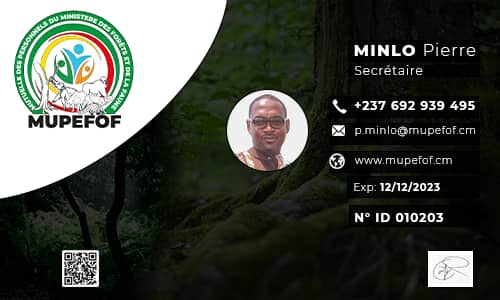 MUTUELLE DES PERSONNELS DU MINISTERE DES FORÊTS ET DE LA FAUNE
MUPEFOF
MINLO Pierre
Secrétaire
+237 692 939 495
p.minlo@mupefof.cm
www.mupefof.cm
Exp: 12/12/2023
N° ID 010203